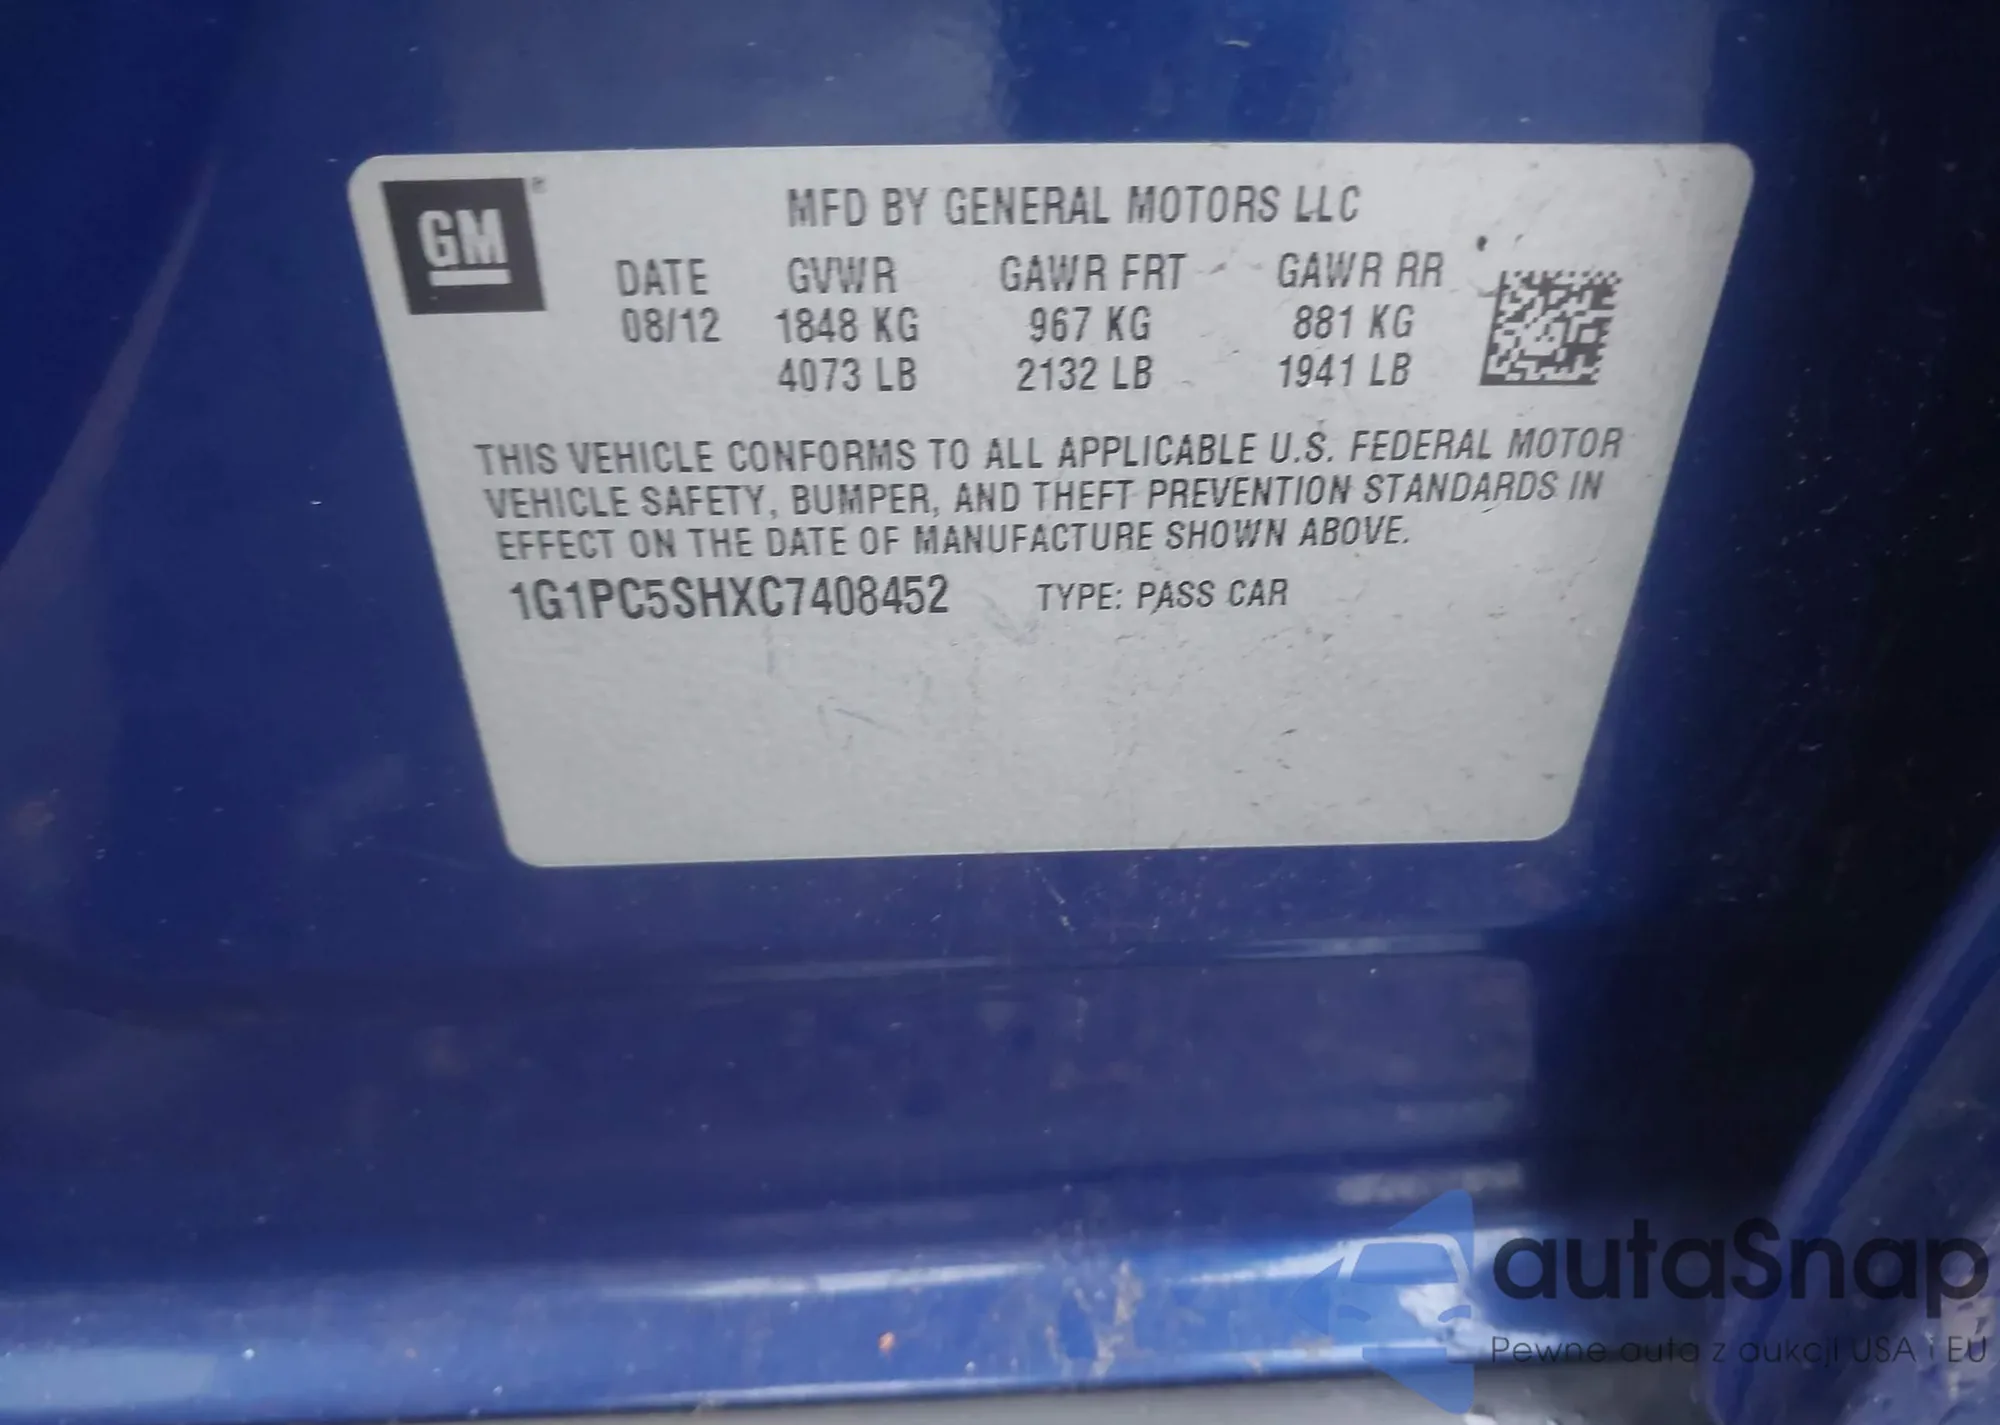 GM
MFD BY GENERAL MOTORS LLC
DATE GVWR GAWR FRT GAWR RR
08/12 1848 KG 967 KG 881 KG
4073 LB 2132 LB 1941 LB
THIS VEHICLE CONFORMS TO ALL APPLICABLE U.S. FEDERAL MOTOR
VEHICLE SAFETY, BUMPER, AND THEFT PREVENTION STANDARDS IN
EFFECT ON THE DATE OF MANUFACTURE SHOWN ABOVE.
1G1PC5SHXC7408452 TYPE: PASS CAR
autaSnap
Pewne auta z aukcji USA i EU